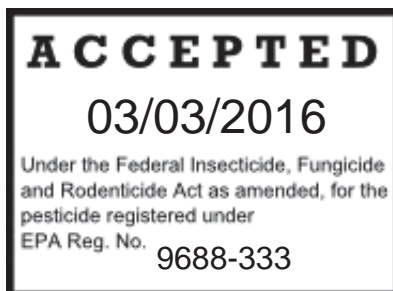 ACCEPTED
03/03/2016
Under the Federal Insecticide, Fungicide
and Rodenticide Act as amended, for the
pesticide registered under
EPA Reg. No. 9688-333